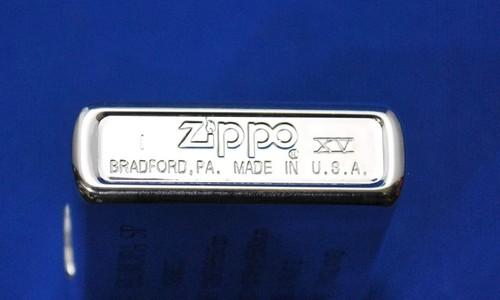 I Zippo® XV
BRADFORD, PA. MADE IN U.S.A.